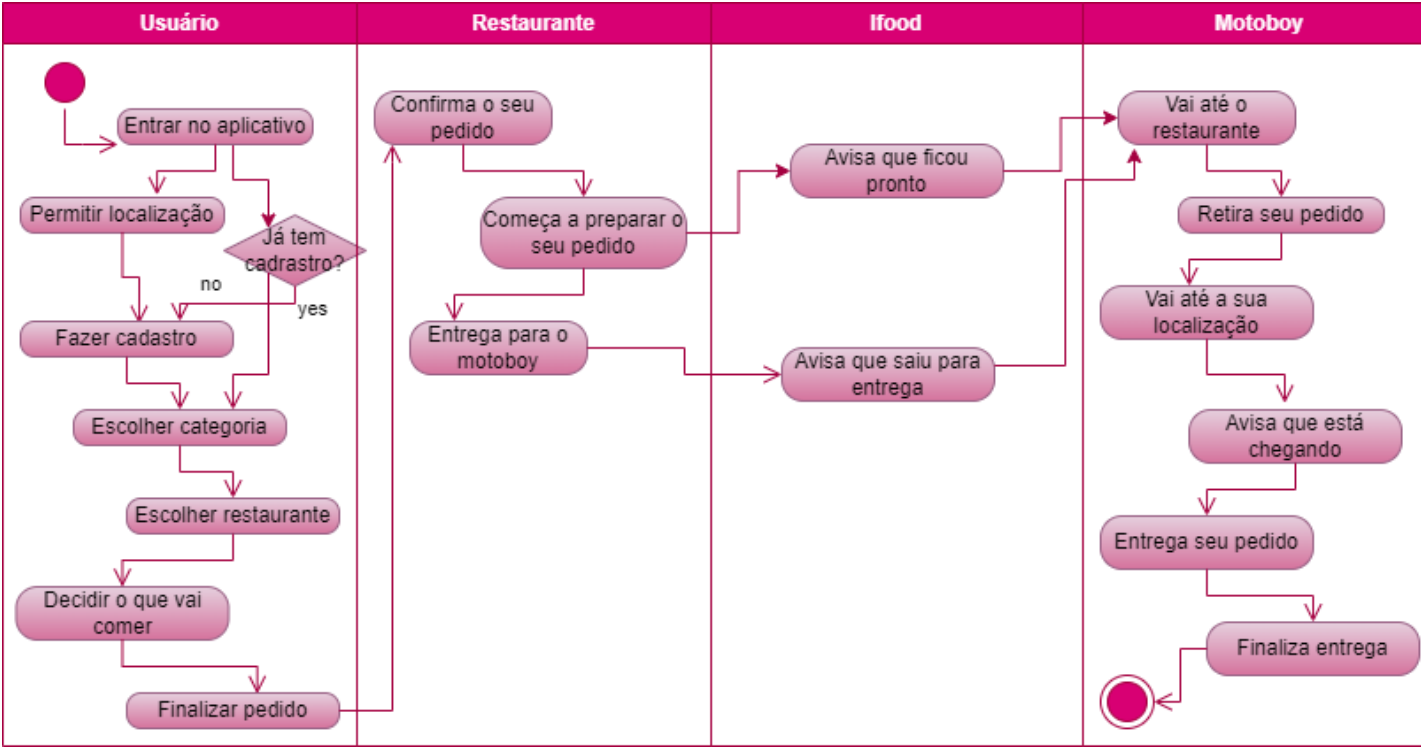 Usuário
Restaurante
Ifood
Motoboy
Entrar no aplicativo
Permitir localização
Já tem
cadrastro?
no
yes
Fazer cadastro
Escolher categoria
Escolher restaurante
Decidir o que vai
comer
Finalizar pedido
Confirma o seu
pedido
Começa a preparar o
seu pedido
Entrega para o
motoboy
Avisa que ficou
pronto
Avisa que saiu para
entrega
Vai até o
restaurante
Retira seu pedido
Vai até a sua
localização
Avisa que está
chegando
Entrega seu pedido
Finaliza entrega